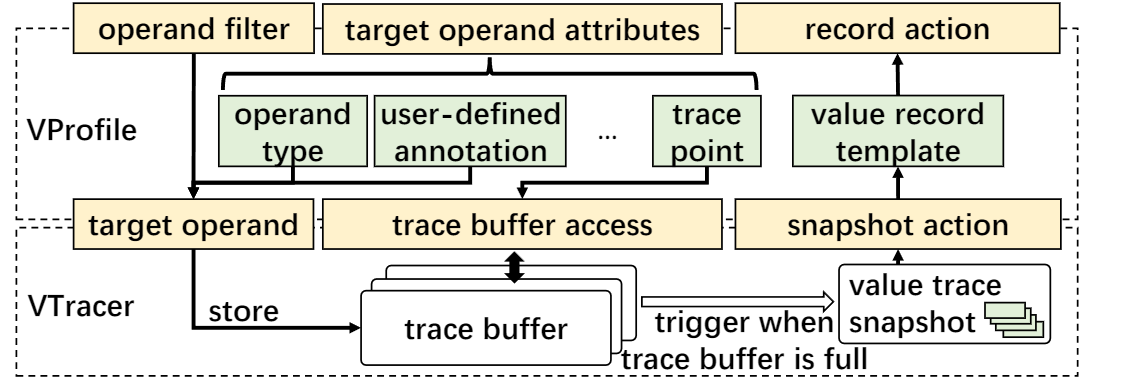 operand filter
target operand attributes
record action
VProfile
operand
type
user-defined
annotation
...
trace
point
value record
template
target operand
trace buffer access
snapshot action
VTracer
store
trace buffer
trigger when
trace buffer is full
value trace
snapshot